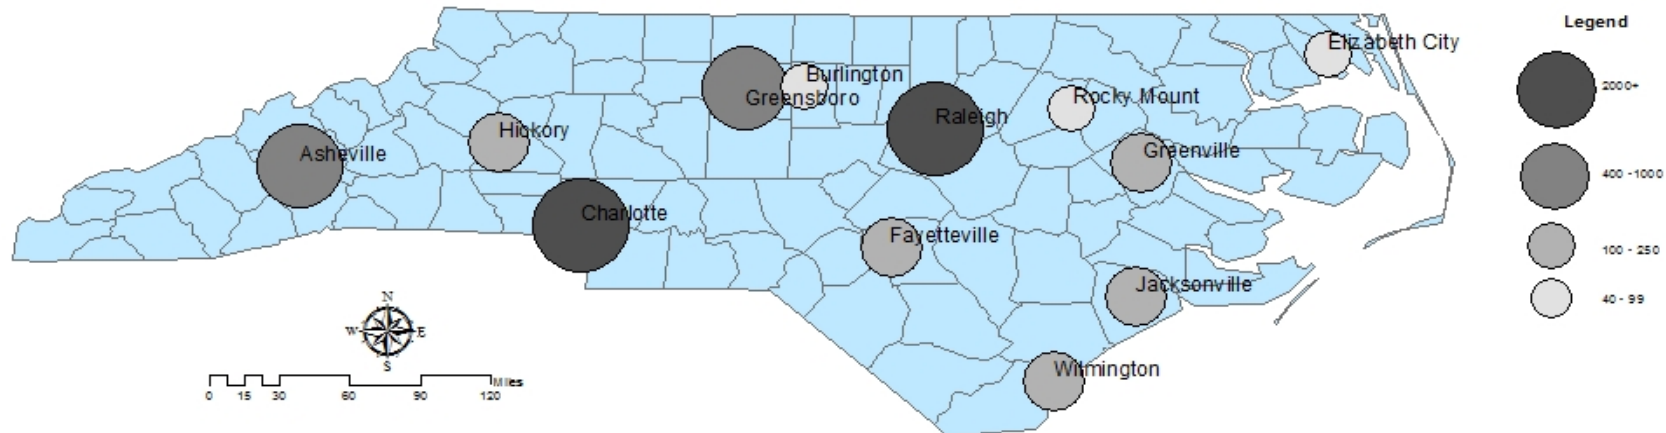 Legend
Elizabeth City
Burlington
Greensboro
2000+
Rocky Mount
Raleigh
Hickory
Asheville
Greenville
400 -1000
Charlotte
Fayetteville
100 - 250
Jacksonville
40 - 99
N
W
E
S
Wilmington
Miles
0 15 30 60 90 120